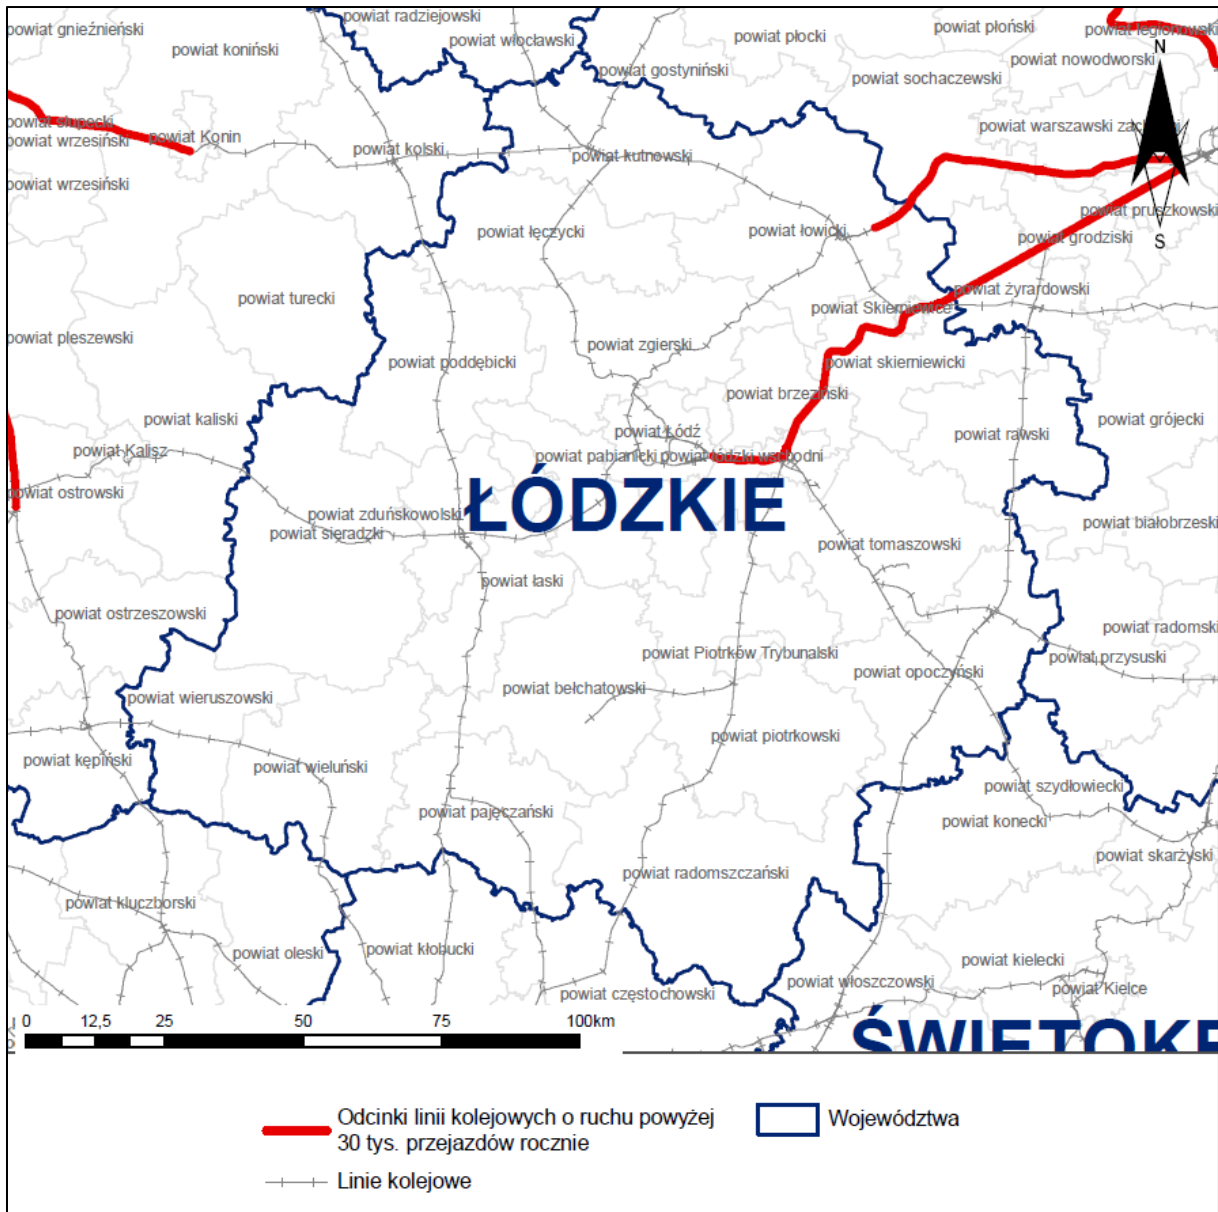 powiat radziejowski
powiat gnieźnieński
powiat koniński
powiat włocławski
powiat płocki
powiat płoński
powiat legionowski
N
powiat nowodworski
powiat gostyniński
powiat sochaczewski
powiat słupecki
powiat wrzesiński
powiat Konin
powiat kolski
powiat kutnowski
powiat warszawski
powiat wrzesiński
powiat pruszkowski
powiat łęczycki
powiat łowicki
powiat grodziski
S
powiat turecki
powiat żyrardowski
powiat Skierniewice
powiat pleszewski
powiat zgierski
powiat poddębicki
powiat skierniewicki
powiat brzeziński
powiat kaliski
powiat grójecki
powiat Łódź
powiat rawski
powiat Kalisz
powiat pabianicki
powiat łódzki wschodni
powiat ostrowski
ŁÓDZKIE
powiat zduńskowolski
powiat sieradzki
powiat białobrzeski
powiat tomaszowski
powiat łaski
powiat ostrzeszowski
powiat radomski
powiat Piotrków Trybunalski
powiat przysuski
powiat opoczyński
powiat bełchatowski
powiat wieruszowski
powiat piotrkowski
powiat kępiński
powiat wieluński
powiat szydłowiecki
powiat pajęczański
powiat konecki
powiat skarżyski
powiat radomszczański
powiat kluczborski
powiat oleski
powiat kłobucki
powiat kielecki
powiat włoszczowski
powiat Kielce
powiat częstochowski
0 12,5 25 50 75 100km
ŚWIĘTOK
Odcinki linii kolejowych o ruchu powyżej
30 tys. przejazdów rocznie
Województwa
Linie kolejowe